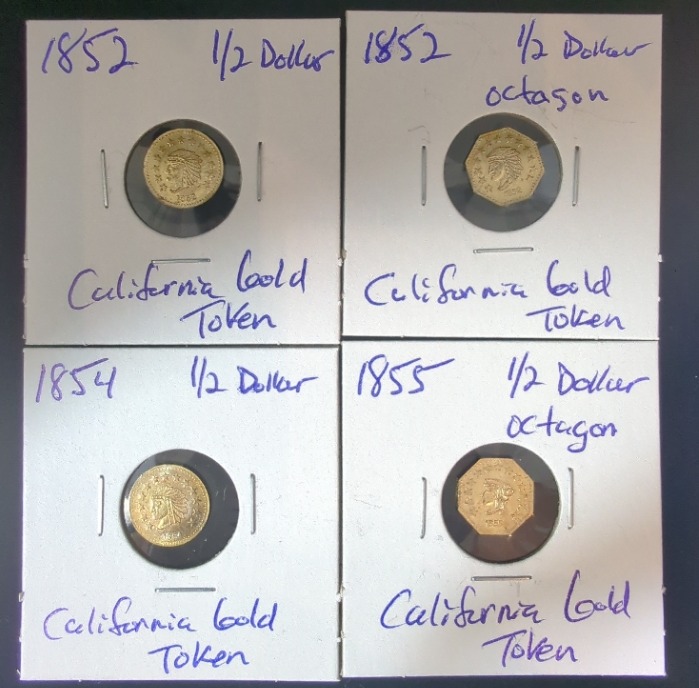 1852 1/2 Dollar
California Gold
Token
1852
1852 1/2 Dollar
octagon
California Gold
Token
1854 1/2 Dollar
California Gold
Token
1855 1/2 Dollar
octagon
California Gold
Token